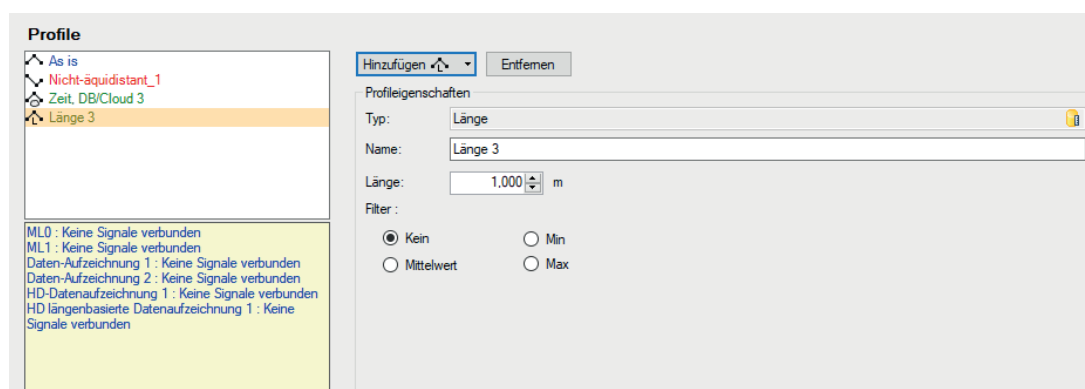 Profile
As is
Nicht-äquidistant_1
Zeit, DB/Cloud 3
Länge 3
ML0 : Keine Signale verbunden
ML1 : Keine Signale verbunden
Daten-Aufzeichnung 1 : Keine Signale verbunden
Daten-Aufzeichnung 2 : Keine Signale verbunden
HD-Datenaufzeichnung 1 : Keine Signale verbunden
HD längenbasierte Datenaufzeichnung 1 : Keine
Signale verbunden
Hinzufügen
Entfernen
Profileigenschaften
Typ: Länge
Name: Länge 3
Länge: 1,000 m
Filter :
Kein Min
Mittelwert Max